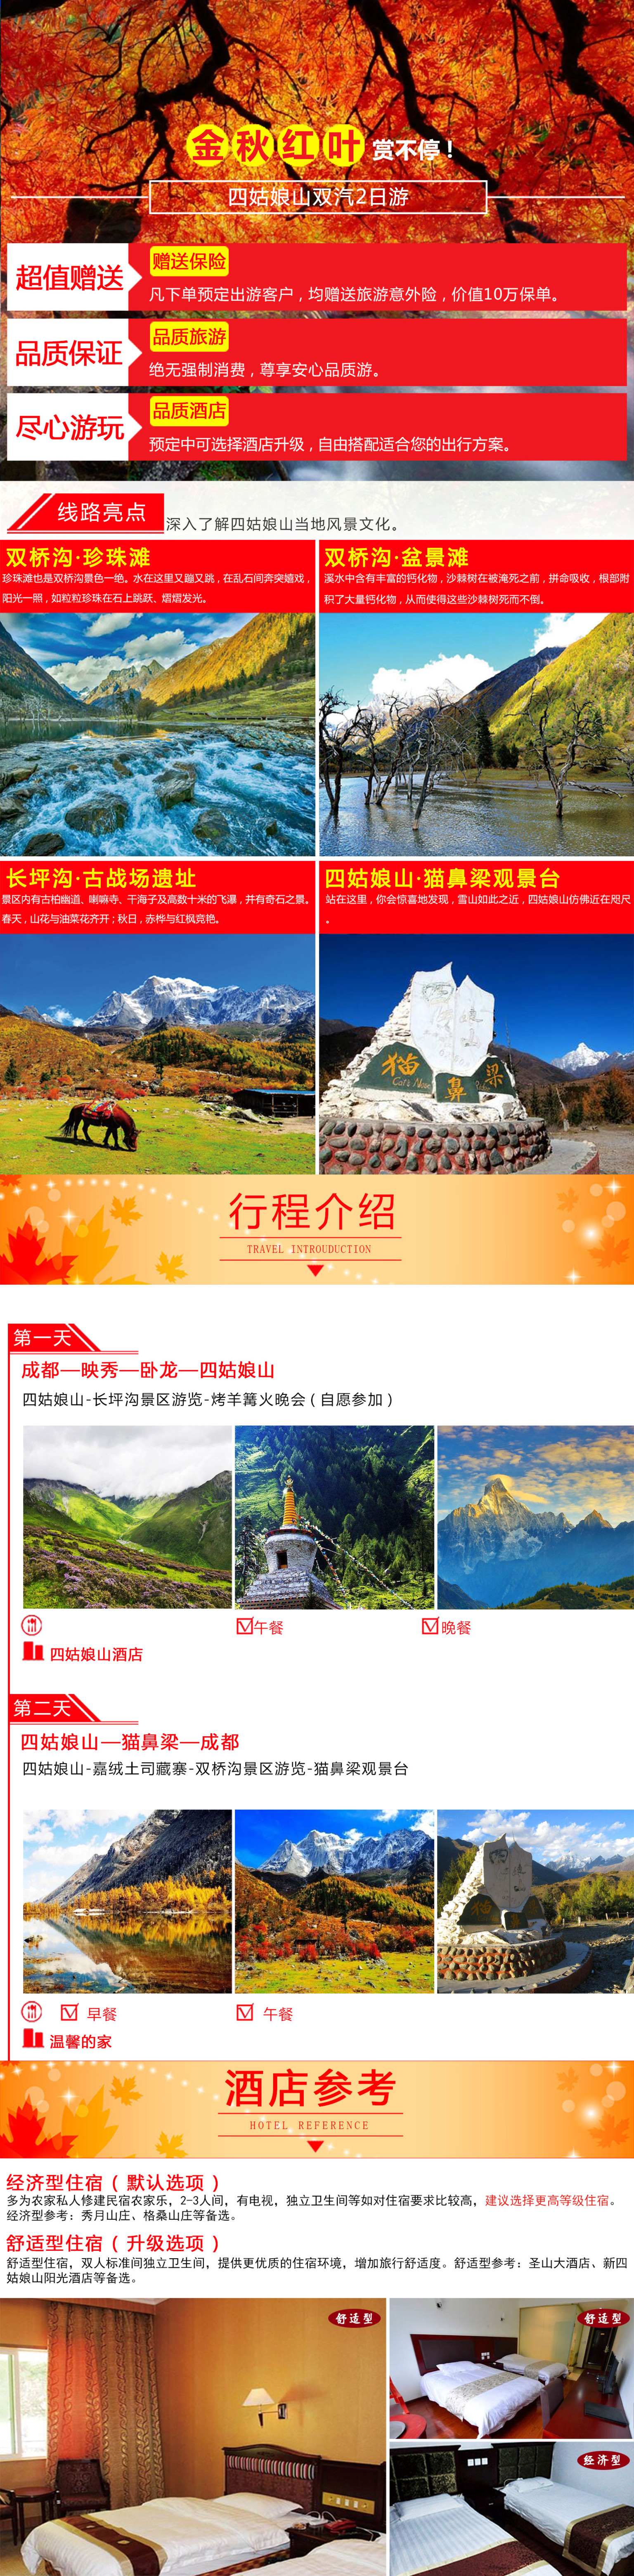 金秋红叶 赏不停！
四姑娘山双汽2日游
超值赠送
赠送保险
凡下单预定出游客户，均赠送旅游意外险，价值10万保单。
品质保证
品质旅游
绝无强制消费，尊享安心品质游。
尽心游玩
品质酒店
预定中可选择酒店升级，自由搭配适合您的出行方案。
线路亮点
深入了解四姑娘山当地风景文化。
双桥沟·珍珠滩
珍珠滩也是双桥沟景色一绝。水在这里又蹦又跳，在乱石间奔突嬉戏，
阳光一照，如粒粒珍珠在石上跳跃、熠熠发光。
双桥沟·盆景滩
溪水中含有丰富的钙化物，沙棘树在被淹死之前，拼命吸收，根部附
积了大量钙化物，从而使得这些沙棘树死而不倒。
长坪沟·古战场遗址
景区内有古柏幽道、喇嘛寺、干海子及高数十米的飞瀑，并有奇石之景。
春天，山花与油菜花齐开；秋日，赤桦与红枫竞艳。
四姑娘山·猫鼻梁观景台
站在这里，你会惊喜地发现，雪山如此之近，四姑娘山仿佛近在咫尺
。
猫鼻梁
Cat's Nose
行程介绍
TRAVEL INTROUDUCTION
第一天
成都—映秀—卧龙—四姑娘山
四姑娘山-长坪沟景区游览-烤羊篝火晚会（自愿参加）
午餐
晚餐
四姑娘山酒店
第二天
四姑娘山—猫鼻梁—成都
四姑娘山-嘉绒土司藏寨-双桥沟景区游览-猫鼻梁观景台
猫
早餐
午餐
温馨的家
酒店参考
HOTEL REFERENCE
经济型住宿（默认选项）
多为农家私人修建民宿农家乐，2-3人间，有电视，独立卫生间等如对住宿要求比较高，建议选择更高等级住宿。
经济型参考：秀月山庄、格桑山庄等备选。
舒适型住宿（升级选项）
舒适型住宿，双人标准间独立卫生间，提供更优质的住宿环境，增加旅行舒适度。舒适型参考：圣山大酒店、新四
姑娘山阳光酒店等备选。
舒适型
舒适型
经济型